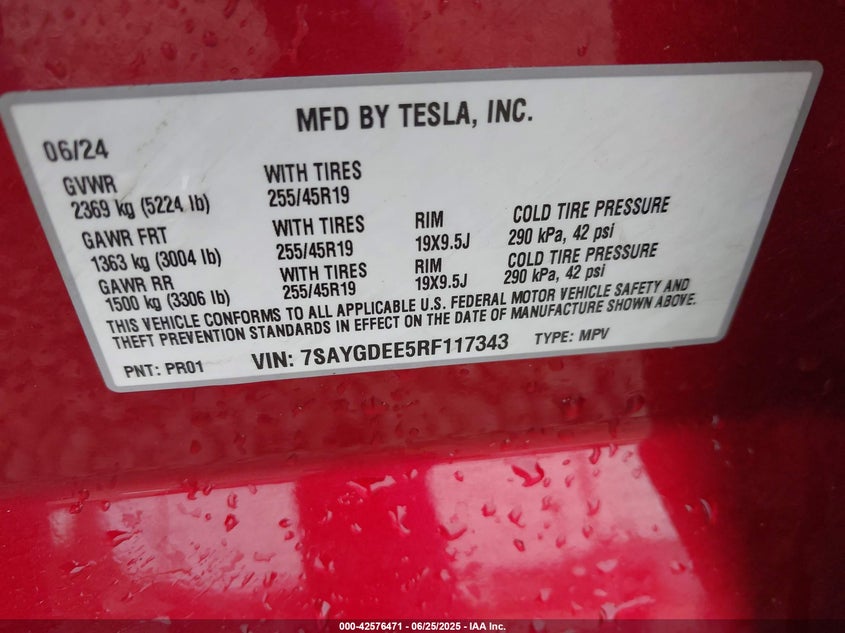 MFD BY TESLA, INC.
06/24
GVWR WITH TIRES
2369 kg (5224 lb) 255/45R19
GAWR FRT WITH TIRES RIM COLD TIRE PRESSURE
1363 kg (3004 lb) 255/45R19 19X9.5J 290 kPa, 42 psi
GAWR RR WITH TIRES RIM COLD TIRE PRESSURE
1500 kg (3306 lb) 255/45R19 19X9.5J 290 kPa, 42 psi
THIS VEHICLE CONFORMS TO ALL APPLICABLE U.S. FEDERAL MOTOR VEHICLE SAFETY AND
THEFT PREVENTION STANDARDS IN EFFECT ON THE DATE OF MANUFACTURE SHOWN ABOVE.
PNT: PR01 VIN: 7SAYGDEE5RF117343 TYPE: MPV
000-42576471 - 06/25/2025 - IAA Inc.